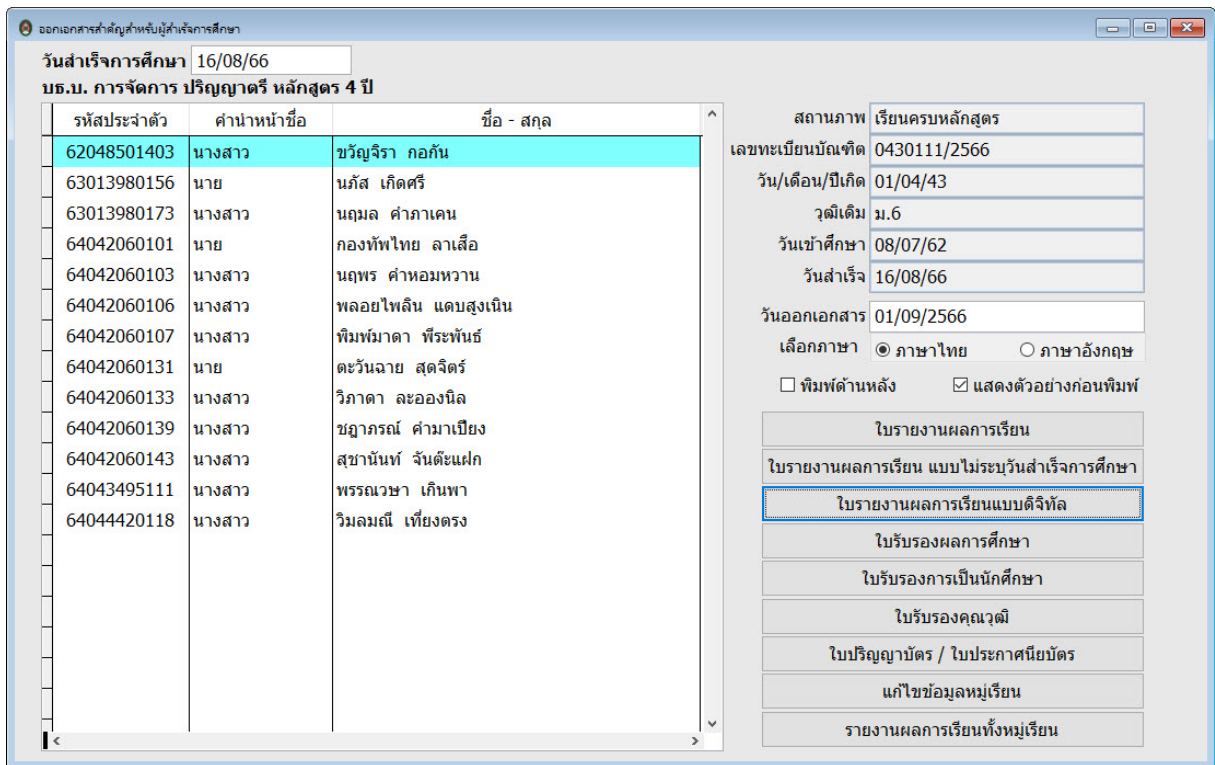 ออกเอกสารสำคัญสำหรับผู้สำเร็จการศึกษา
วันสำเร็จการศึกษา 16/08/66
บธ.บ. การจัดการ ปริญญาตรี หลักสูตร 4 ปี
รหัสประจำตัว คำนำหน้าชื่อ ชื่อ - สกุล
62048501403 นางสาว ขวัญจิรา กอกัน
63013980156 นาย นภัส เกิดศรี
63013980173 นางสาว นฤมล คำภาเคน
64042060101 นาย กองทัพไทย ลาเสือ
64042060103 นางสาว นฤพร คำหอมหวาน
64042060106 นางสาว พลอยไพลิน แดบสูงเนิน
64042060107 นางสาว พิมพ์มาดา พีระพันธ์
64042060131 นาย ตะวันฉาย สุดจิตร์
64042060133 นางสาว วิภาดา ละอองนิล
64042060139 นางสาว ชฎาภรณ์ คำมาเปียง
64042060143 นางสาว สุชานันท์ จันต๊ะแฝก
64043495111 นางสาว พรรณวษา เกินพา
64044420118 นางสาว วิมลมณี เที่ยงตรง
สถานภาพ เรียนครบหลักสูตร
เลขทะเบียนบัณฑิต 0430111/2566
วัน/เดือน/ปีเกิด 01/04/43
วุฒิเดิม ม.6
วันเข้าศึกษา 08/07/62
วันสำเร็จ 16/08/66
วันออกเอกสาร 01/09/2566
เลือกภาษา ภาษาไทย ภาษาอังกฤษ
พิมพ์ด้านหลัง แสดงตัวอย่างก่อนพิมพ์
ใบรายงานผลการเรียน
ใบรายงานผลการเรียน แบบไม่ระบุวันสำเร็จการศึกษา
ใบรายงานผลการเรียนแบบดิจิทัล
ใบรับรองผลการศึกษา
ใบรับรองการเป็นนักศึกษา
ใบรับรองคุณวุฒิ
ใบปริญญาบัตร / ใบประกาศนียบัตร
แก้ไขข้อมูลหมู่เรียน
รายงานผลการเรียนทั้งหมู่เรียน